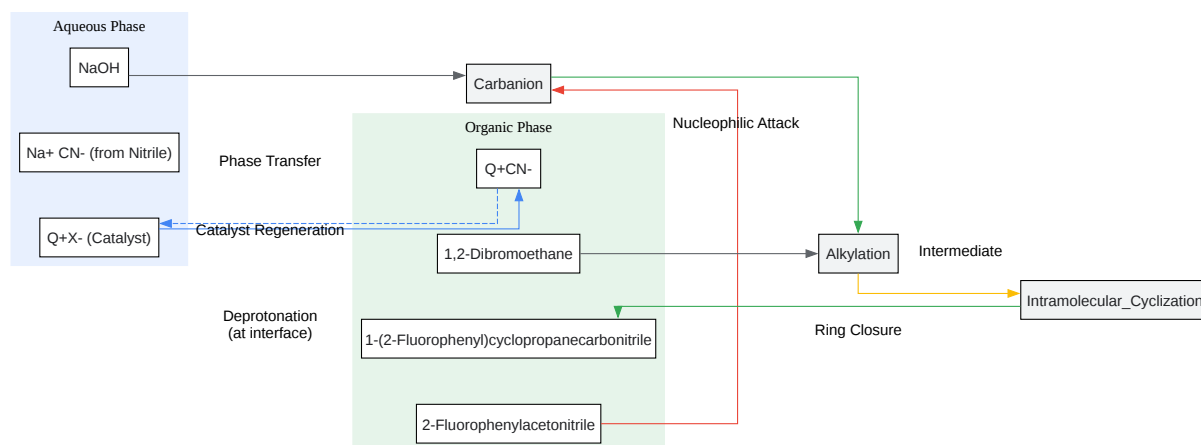 Aqueous Phase
NaOH
Carbanion
Organic Phase
Nucleophilic Attack
Na+ CN- (from Nitrile)
Phase Transfer
Q+CN-
Q+X- (Catalyst)
Catalyst Regeneration
1,2-Dibromoethane
Alkylation
Intermediate
Intramolecular_Cyclization
Deprotonation
(at interface)
1-(2-Fluorophenyl)cyclopropanecarbonitrile
Ring Closure
2-Fluorophenylacetonitrile